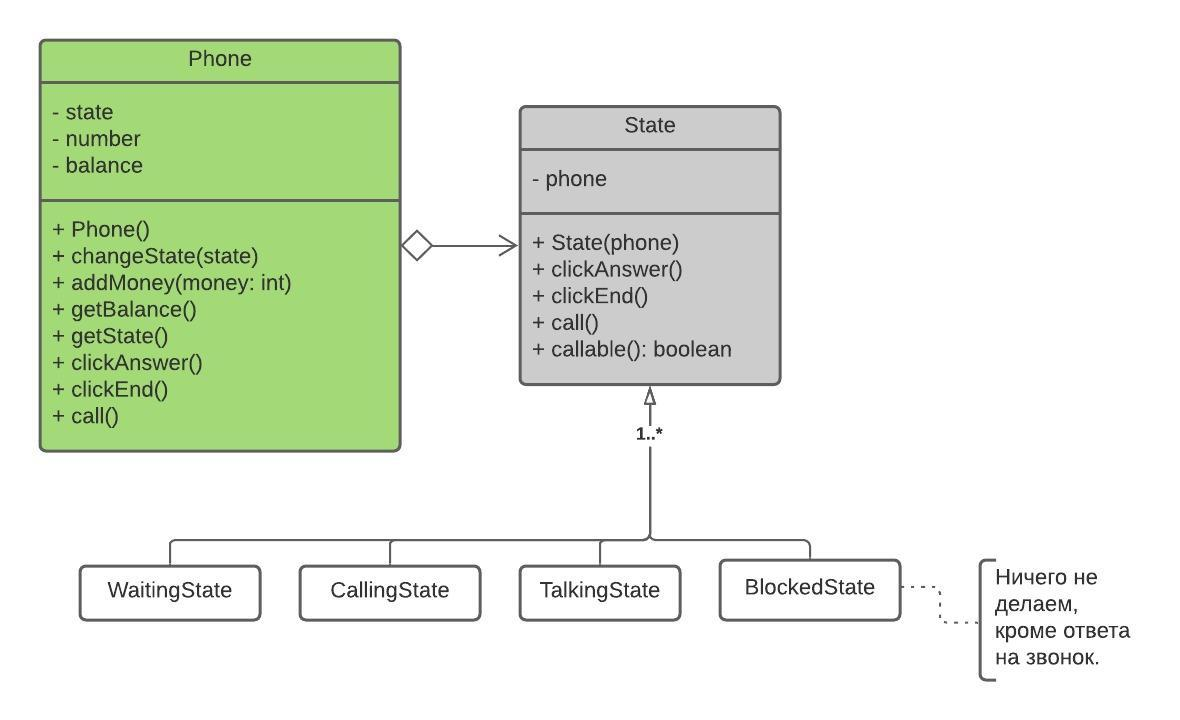 Phone
- state
- number
- balance
+ Phone()
+ changeState(state)
+ addMoney(money: int)
+ getBalance()
+ getState()
+ clickAnswer()
+ clickEnd()
+ call()
State
- phone
+ State(phone)
+ clickAnswer()
+ clickEnd()
+ call()
+ callable(): boolean
1..*
WaitingState
CallingState
TalkingState
BlockedState
Ничего не
делаем,
кроме ответа
на звонок.